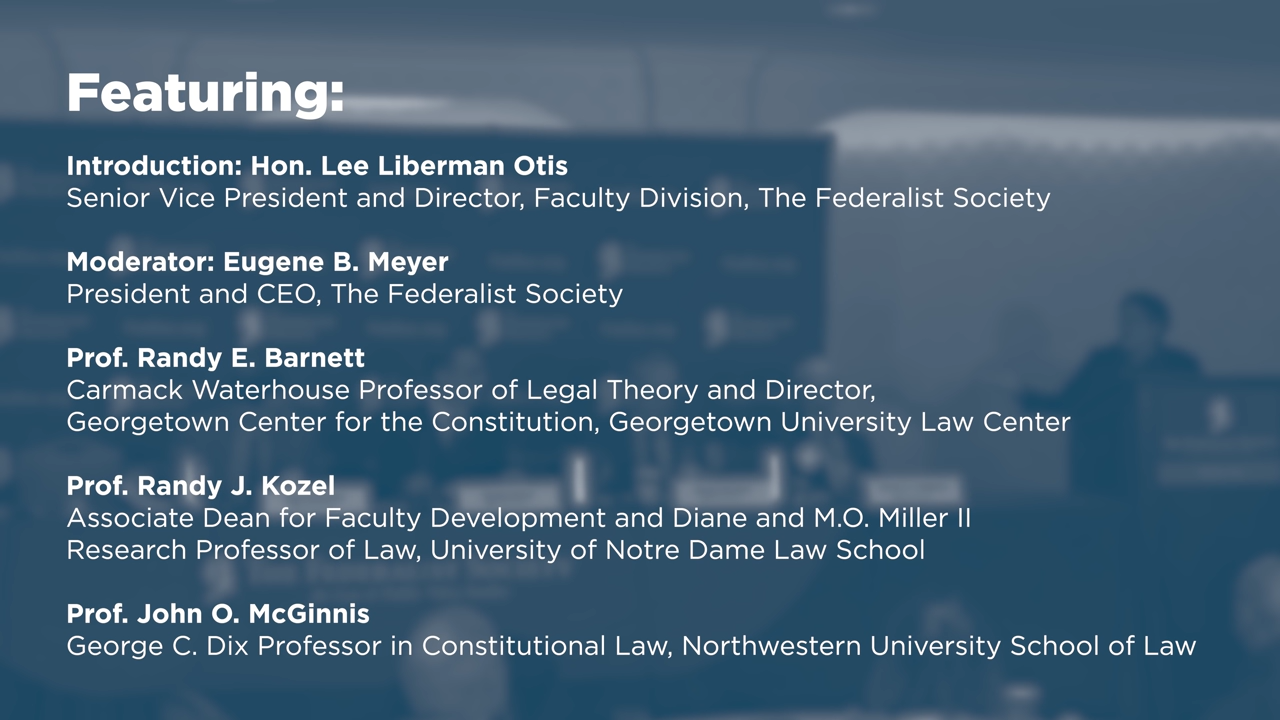 Featuring:
Introduction: Hon. Lee Liberman Otis
Senior Vice President and Director, Faculty Division, The Federalist Society
Moderator: Eugene B. Meyer
President and CEO, The Federalist Society
Prof. Randy E. Barnett
Carmack Waterhouse Professor of Legal Theory and Director,
Georgetown Center for the Constitution, Georgetown University Law Center
Prof. Randy J. Kozel
Associate Dean for Faculty Development and Diane and M.O. Miller II
Research Professor of Law, University of Notre Dame Law School
Prof. John O. McGinnis
George C. Dix Professor in Constitutional Law, Northwestern University School of Law